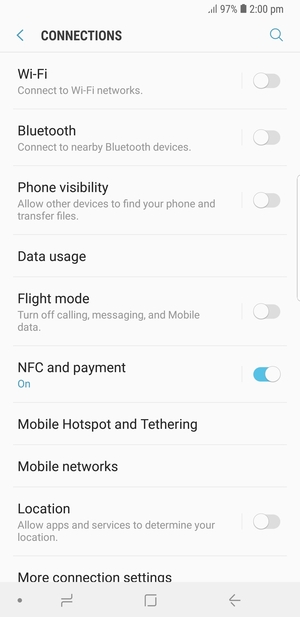 97% 2:00 pm
CONNECTIONS
Wi-Fi
Connect to Wi-Fi networks.
Bluetooth
Connect to nearby Bluetooth devices.
Phone visibility
Allow other devices to find your phone and
transfer files.
Data usage
Flight mode
Turn off calling, messaging, and Mobile
data.
NFC and payment
On
Mobile Hotspot and Tethering
Mobile networks
Location
Allow apps and services to determine your
location.
More connection settings